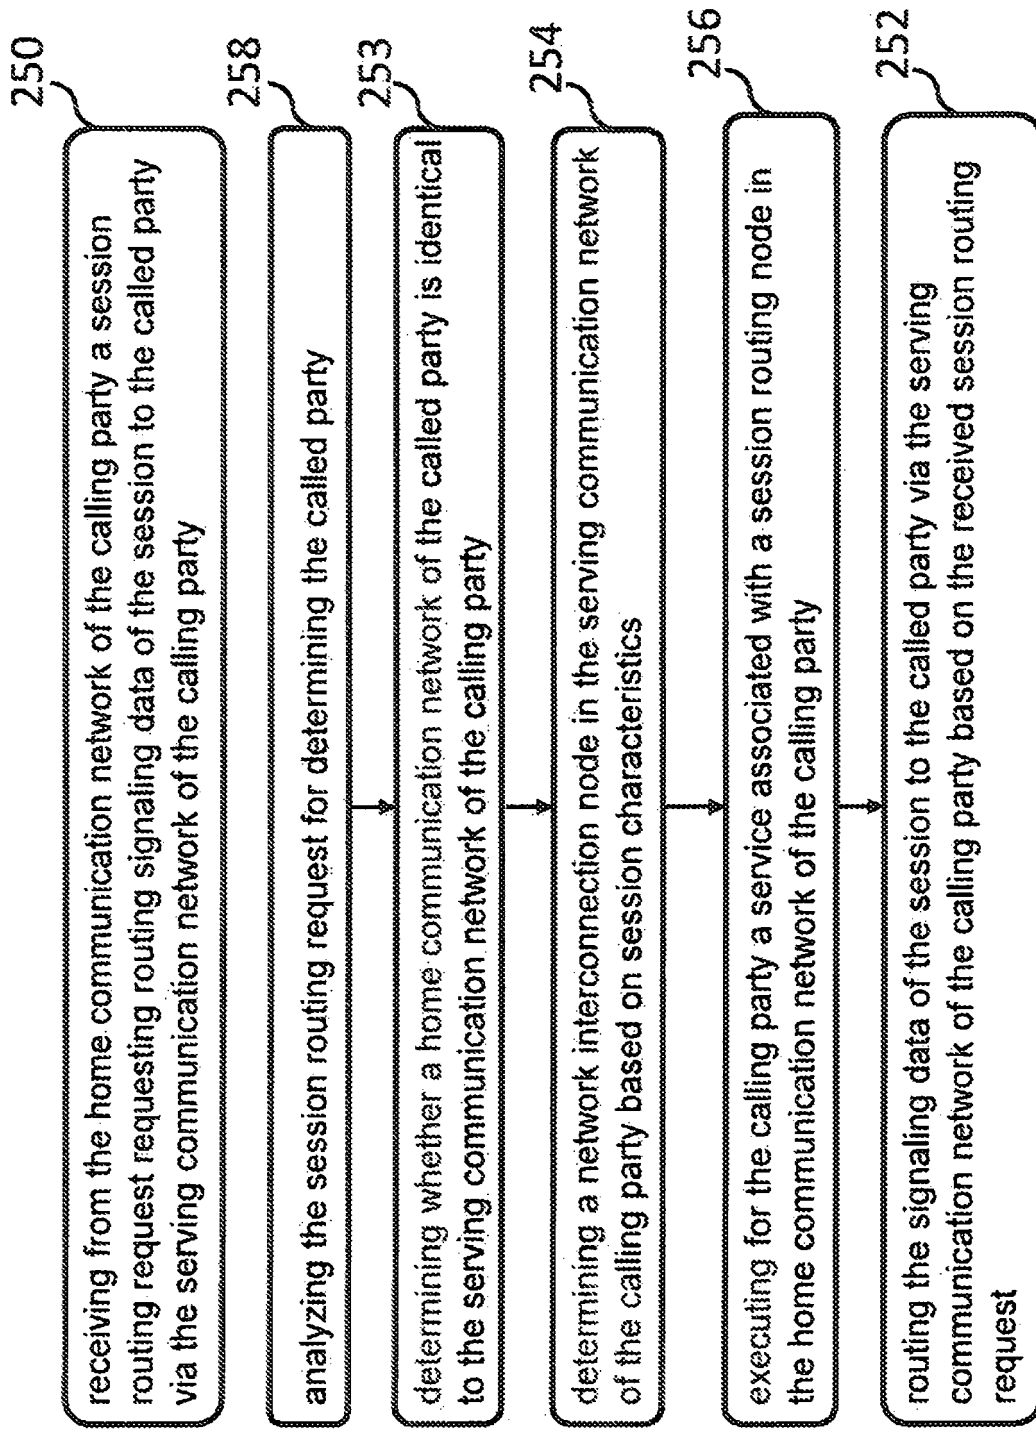 250
receiving from the home communication network of the calling party a session
routing request requesting routing signaling data of the session to the called party
via the serving communication network of the calling party
258
analyzing the session routing request for determining the called party
253
determining whether a home communication network of the called party is identical
to the serving communication network of the calling party
254
determining a network interconnection node in the serving communication network
of the calling party based on session characteristics
256
executing for the calling party a service associated with a session routing node in
the home communication network of the calling party
252
routing the signaling data of the session to the called party via the serving
communication network of the calling party based on the received session routing
request